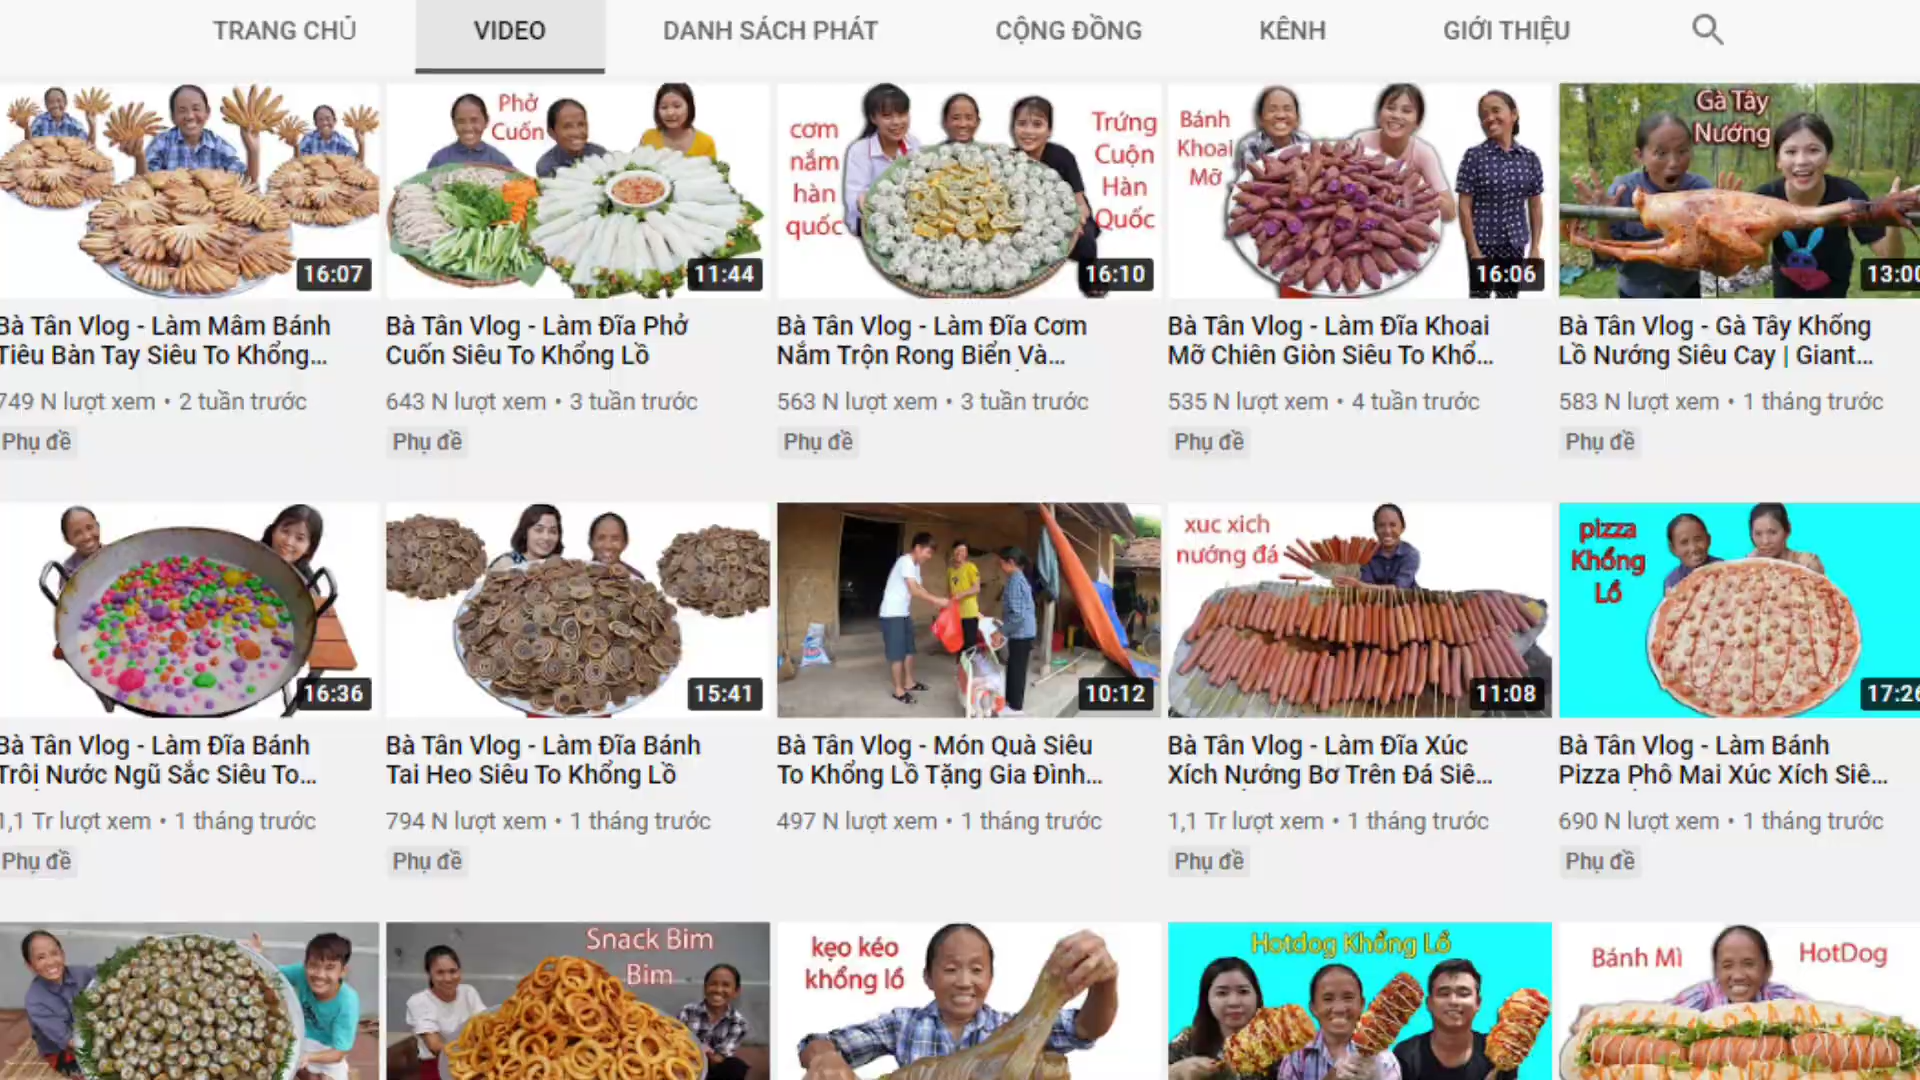 TRANG CHỦ
VIDEO
DANH SÁCH PHÁT
CỘNG ĐỒNG
KÊNH
GIỚI THIỆU
16:07
Phở
Cuốn
11:44
cơm
nắm
hàn
quốc
Trứng
Cuộn
Hàn
Quốc
16:10
Bánh
Khoai
Mỡ
16:06
Gà Tây
Nướng
13:00
Bà Tân Vlog - Làm Mâm Bánh
Tiêu Bàn Tay Siêu To Khổng...
749 N lượt xem • 2 tuần trước
Phụ đề
Bà Tân Vlog - Làm Đĩa Phở
Cuốn Siêu To Khổng Lồ
643 N lượt xem • 3 tuần trước
Phụ đề
Bà Tân Vlog - Làm Đĩa Cơm
Nắm Trộn Rong Biển Và...
563 N lượt xem • 3 tuần trước
Phụ đề
Bà Tân Vlog - Làm Đĩa Khoai
Mỡ Chiên Giòn Siêu To Khổ...
535 N lượt xem • 4 tuần trước
Phụ đề
Bà Tân Vlog - Gà Tây Khổng
Lồ Nướng Siêu Cay | Giant...
583 N lượt xem • 1 tháng trước
Phụ đề
16:36
15:41
10:12
xuc xich
nướng đá
11:08
pizza
Khổng
Lồ
17:26
Bà Tân Vlog - Làm Đĩa Bánh
Trôi Nước Ngũ Sắc Siêu To...
1,1 Tr lượt xem • 1 tháng trước
Phụ đề
Bà Tân Vlog - Làm Đĩa Bánh
Tai Heo Siêu To Khổng Lồ
794 N lượt xem • 1 tháng trước
Phụ đề
Bà Tân Vlog - Món Quà Siêu
To Khổng Lồ Tặng Gia Đình...
497 N lượt xem • 1 tháng trước
Bà Tân Vlog - Làm Đĩa Xúc
Xích Nướng Bơ Trên Đá Siê...
1,1 Tr lượt xem • 1 tháng trước
Phụ đề
Bà Tân Vlog - Làm Bánh
Pizza Phô Mai Xúc Xích Siê...
690 N lượt xem • 1 tháng trước
Phụ đề
Snack Bim
Bim
kẹo kéo
khổng lồ
Hotdog Khổng Lồ
Bánh Mì
HotDog